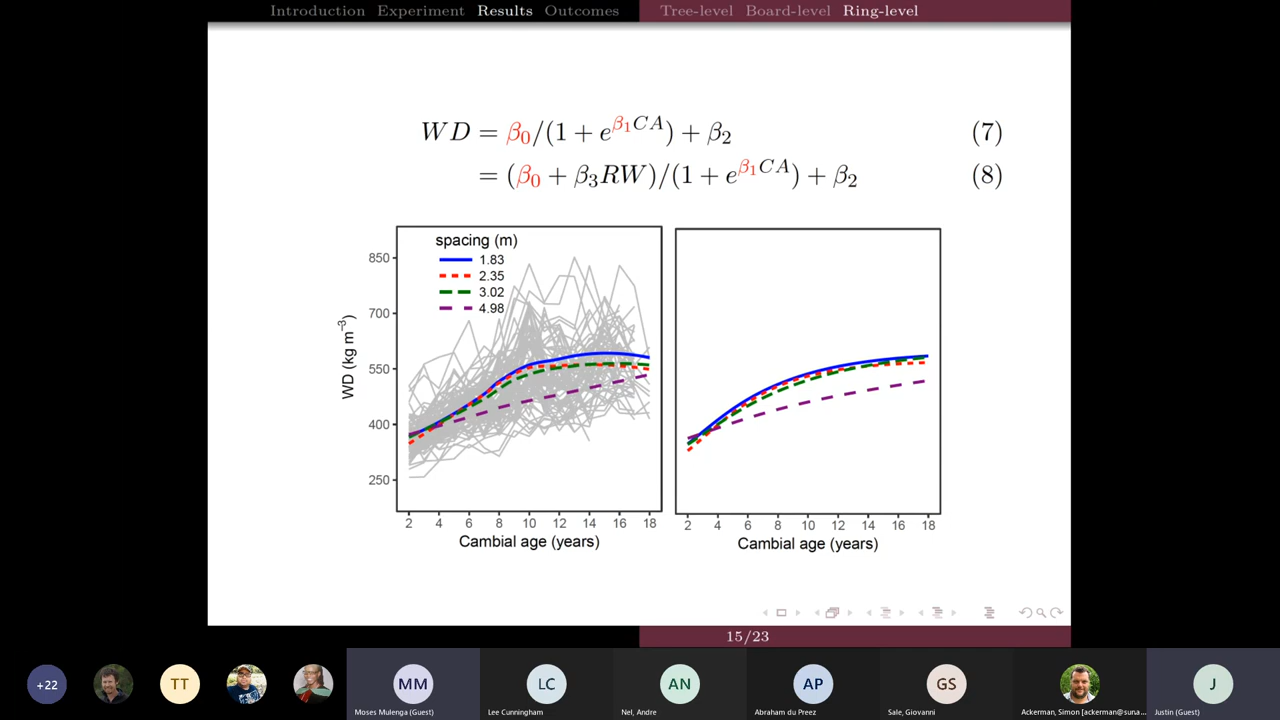 Introduction Experiment Results Outcomes Tree-level Board-level Ring-level
WD = β₀/(1 + e^{β₁CA}) + β₂ (7)
= (β₀ + β₃RW)/(1 + e^{β₁CA}) + β₂ (8)
spacing (m)
1.83
2.35
3.02
4.98
WD (kg m⁻³)
850
700
550
400
250
2 4 6 8 10 12 14 16 18
Cambial age (years)
2 4 6 8 10 12 14 16 18
Cambial age (years)
15/23
+22 TT MM LC AN AP GS J
Moses Mulenga (Guest) Lee Cunningham Nel, Andre Abraham du Preez Sale, Giovanni Ackerman, Simon [ackerman@suna... Justin (Guest)